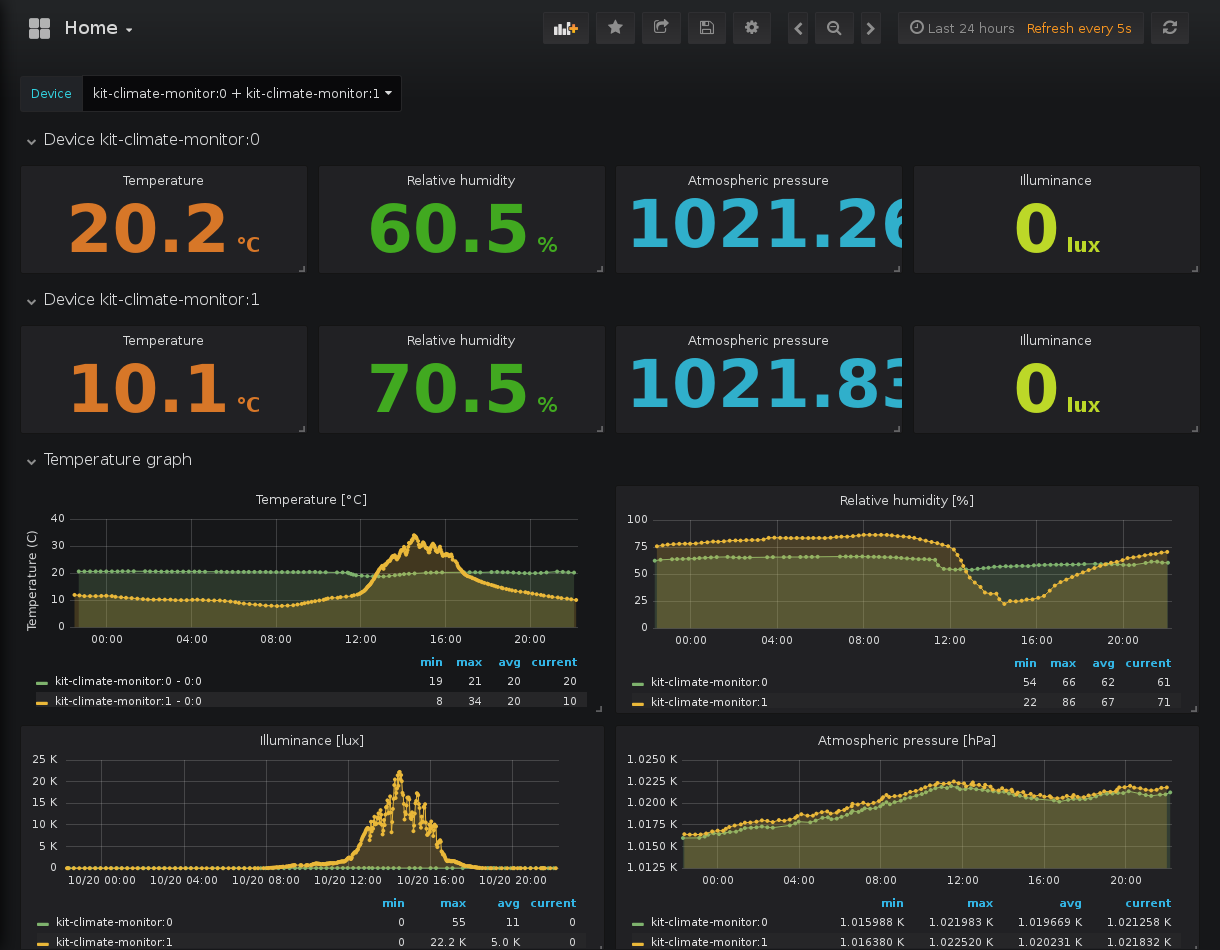 Home
Last 24 hours Refresh every 5s
Device kit-climate-monitor:0 + kit-climate-monitor:1
Device kit-climate-monitor:0
Temperature Relative humidity Atmospheric pressure Illuminance
20.2 °C 60.5 % 1021.26 0 lux
Device kit-climate-monitor:1
Temperature Relative humidity Atmospheric pressure Illuminance
10.1 °C 70.5 % 1021.83 0 lux
Temperature graph
Temperature [°C]
Temperature (C)
40
30
20
10
0
00:00 04:00 08:00 12:00 16:00 20:00
min max avg current
kit-climate-monitor:0 - 0:0 19 21 20 20
kit-climate-monitor:1 - 0:0 8 34 20 10
Relative humidity [%]
100
75
50
25
0
00:00 04:00 08:00 12:00 16:00 20:00
min max avg current
kit-climate-monitor:0 54 66 62 61
kit-climate-monitor:1 22 86 67 71
Illuminance [lux]
25 K
20 K
15 K
10 K
5 K
0
10/20 00:00 10/20 04:00 10/20 08:00 10/20 12:00 10/20 16:00 10/20 20:00
min max avg current
kit-climate-monitor:0 0 55 11 0
kit-climate-monitor:1 0 22.2 K 5.0 K 0
Atmospheric pressure [hPa]
1.0250 K
1.0225 K
1.0200 K
1.0175 K
1.0150 K
1.0125 K
00:00 04:00 08:00 12:00 16:00 20:00
min max avg current
kit-climate-monitor:0 1.015988 K 1.021983 K 1.019669 K 1.021258 K
kit-climate-monitor:1 1.016380 K 1.022520 K 1.020231 K 1.021832 K